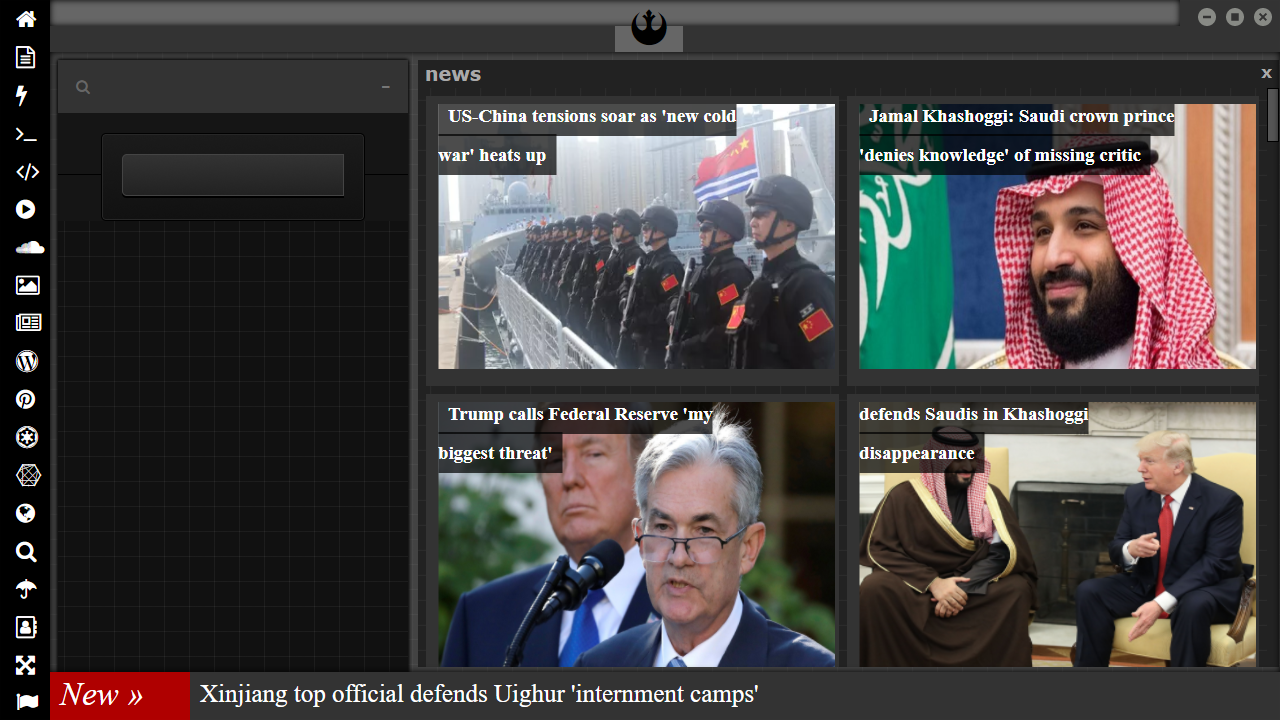 news
x
US-China tensions soar as 'new cold
war' heats up
Jamal Khashoggi: Saudi crown prince
'denies knowledge' of missing critic
Trump calls Federal Reserve 'my
biggest threat'
defends Saudis in Khashoggi
disappearance
New »
Xinjiang top official defends Uighur 'internment camps'